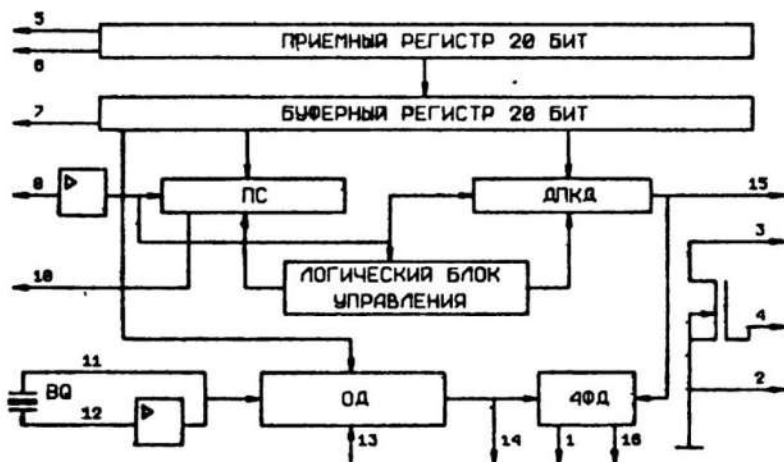 5
ПРИЕМНЫЙ РЕГИСТР 20 БИТ
6
7
БУФЕРНЫЙ РЕГИСТР 20 БИТ
8
ПС
ДПКД
15
3
10
ЛОГИЧЕСКИЙ БЛОК
УПРАВЛЕНИЯ
4
11
BQ
12
ОД
ЧФД
2
13
14
1
16